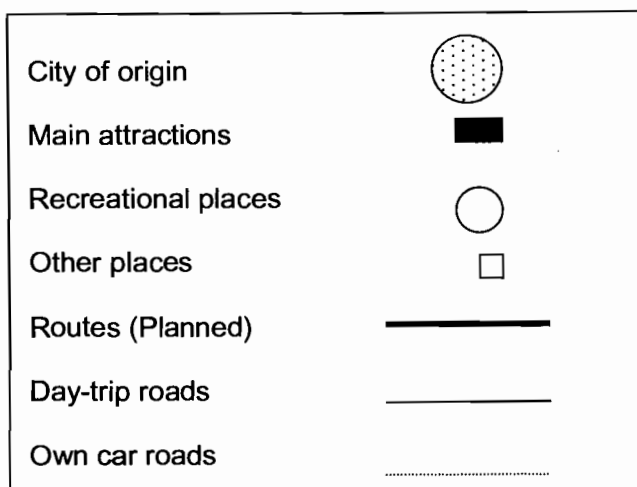 City of origin
Main attractions
Recreational places
Other places
Routes (Planned)
Day-trip roads
Own car roads